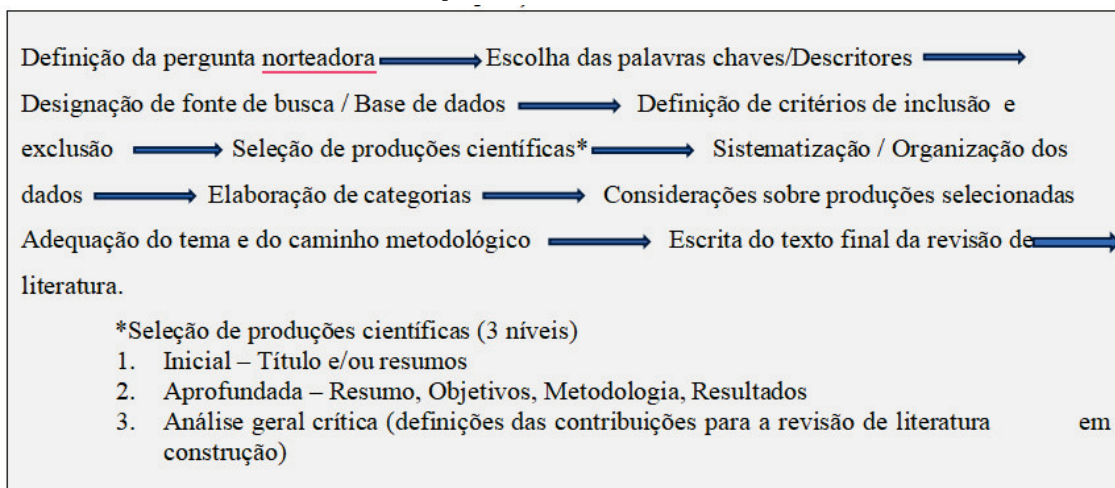 Definição da pergunta norteadora Escolha das palavras chaves/Descritores
Designação de fonte de busca / Base de dados Definição de critérios de inclusão e
exclusão Seleção de produções científicas* Sistematização / Organização dos
dados Elaboração de categorias Considerações sobre produções selecionadas
Adequação do tema e do caminho metodológico Escrita do texto final da revisão de
literatura.
*Seleção de produções científicas (3 níveis)
1. Inicial – Título e/ou resumos
2. Aprofundada – Resumo, Objetivos, Metodologia, Resultados
3. Análise geral crítica (definições das contribuições para a revisão de literatura em
construção)